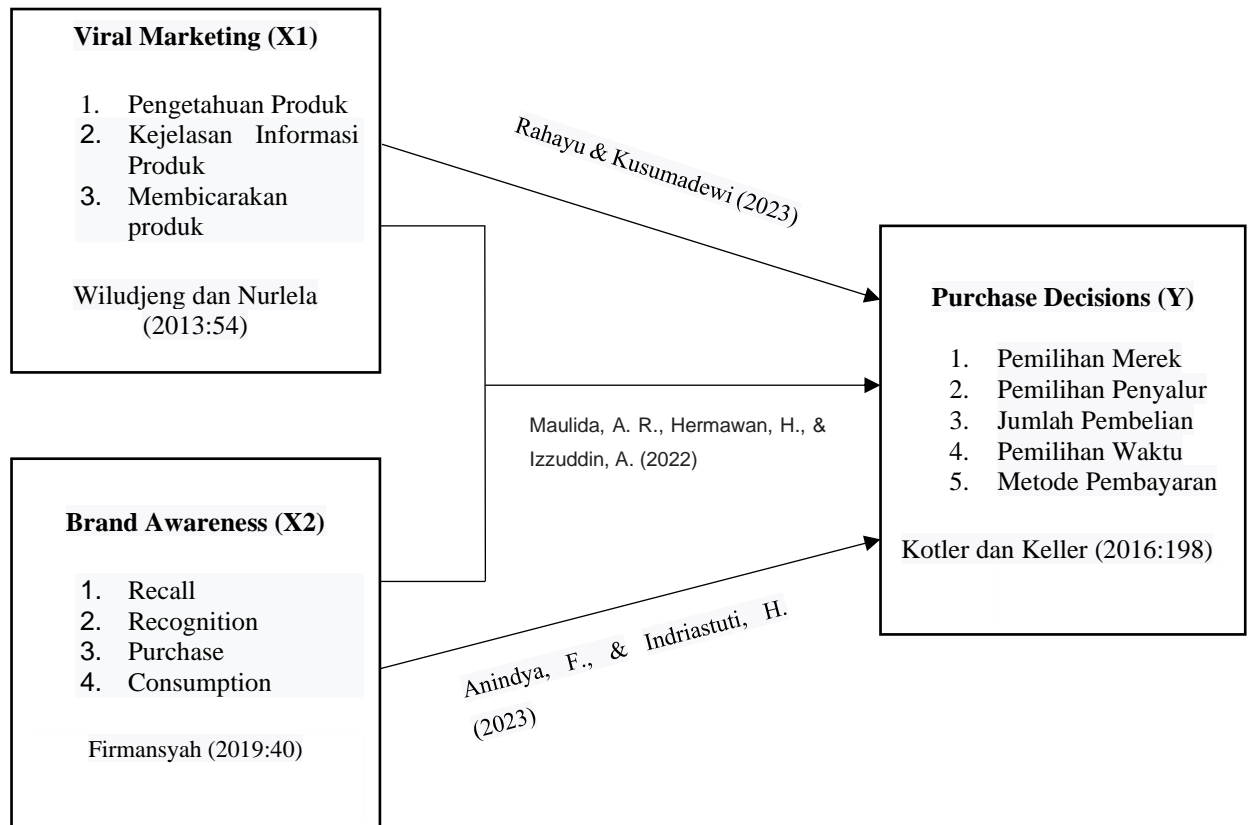 Viral Marketing (X1)
1. Pengetahuan Produk
2. Kejelasan Informasi
Produk
3. Membicarakan
produk
Wiludjeng dan Nurlela
(2013:54)
Rahayu & Kusumadewi (2023)
Purchase Decisions (Y)
1. Pemilihan Merek
2. Pemilihan Penyalur
3. Jumlah Pembelian
4. Pemilihan Waktu
5. Metode Pembayaran
Kotler dan Keller (2016:198)
Maulida, A. R., Hermawan, H., &
Izzuddin, A. (2022)
Brand Awareness (X2)
1. Recall
2. Recognition
3. Purchase
4. Consumption
Firmansyah (2019:40)
Anindya, F., & Indriastuti, H.
(2023)